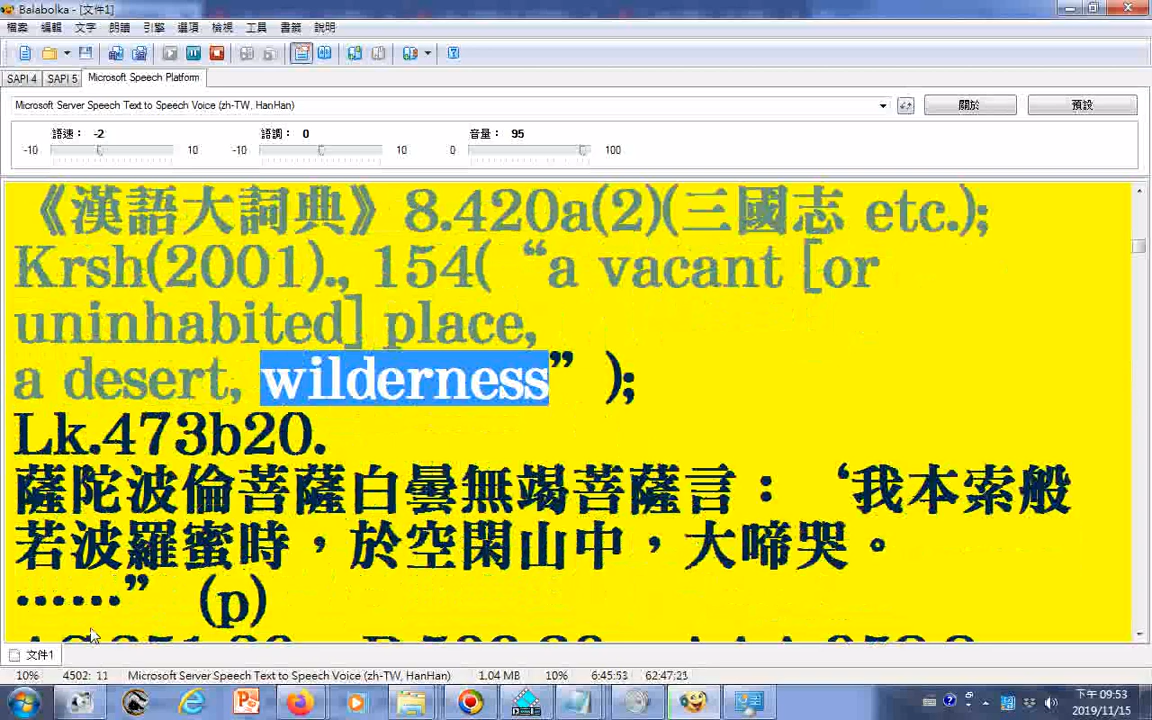 Balabolka - [文件1]
檔案 編輯 文字 朗讀 引擎 選項 檢視 工具 書籤 說明
SAPI 4 SAPI 5 Microsoft Speech Platform
Microsoft Server Speech Text to Speech Voice (zh-TW, HanHan) 關於 預設
語速： -2 語調： 0 音量： 95
-10 10 -10 10 0 100
《漢語大詞典》 8.420a(2)(三國志 etc.);
Krsh(2001)., 154( “a vacant [or
uninhabited] place,
a desert, wilderness” );
Lk.473b20.
薩陀波倫菩薩白曇無竭菩薩言：‘我本索般
若波羅蜜時，於空閑山中，大啼哭。
……” (p)
文件1
10% 4502: 11 Microsoft Server Speech Text to Speech Voice (zh-TW, HanHan) 1.04 MB 10% 6:45:53 62:47:23
下午 09:53
2019/11/15